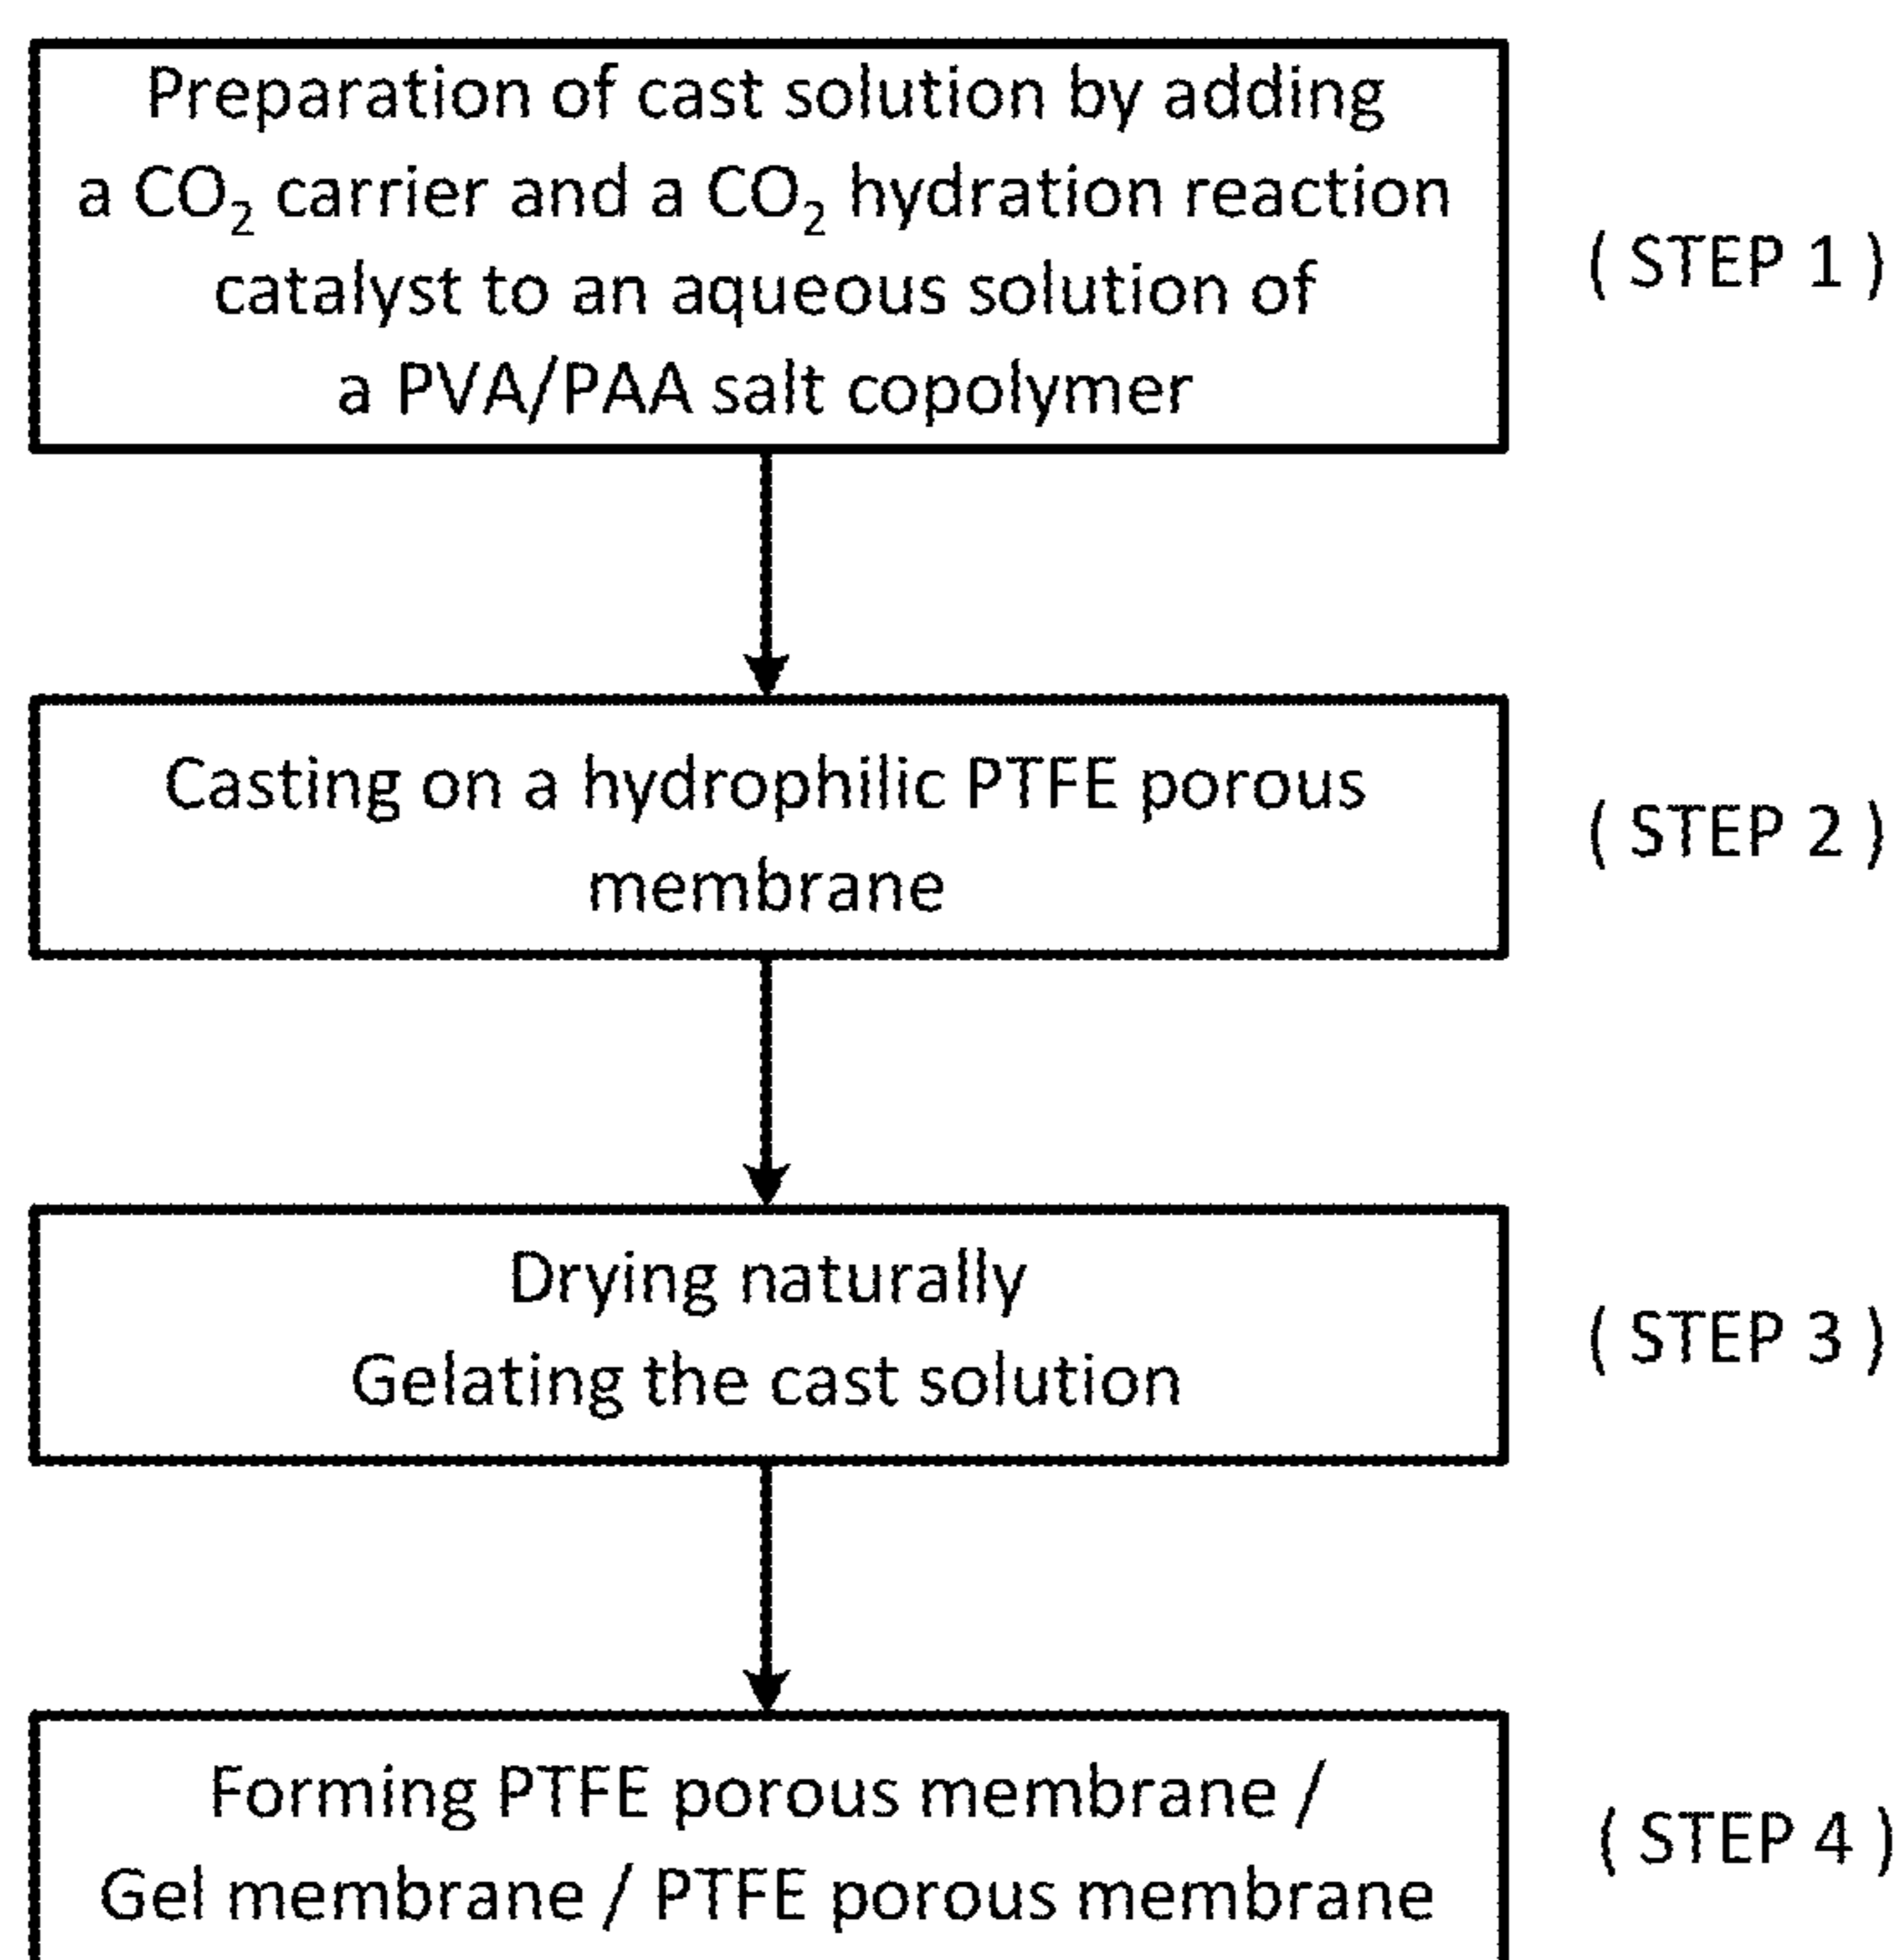 Preparation of cast solution by adding
a CO₂ carrier and a CO₂ hydration reaction
catalyst to an aqueous solution of
a PVA/PAA salt copolymer
( STEP 1 )
Casting on a hydrophilic PTFE porous
membrane
( STEP 2 )
Drying naturally
Gelating the cast solution
( STEP 3 )
Forming PTFE porous membrane /
Gel membrane / PTFE porous membrane
( STEP 4 )